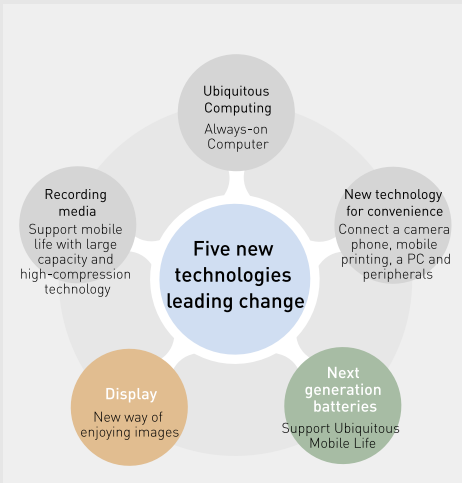 Ubiquitous
Computing
Always-on
Computer
Recording
media
Support mobile
life with large
capacity and
high-compression
technology
New technology
for convenience
Connect a camera
phone, mobile
printing, a PC and
peripherals
Five new
technologies
leading change
Display
New way of
enjoying images
Next
generation
batteries
Support Ubiquitous
Mobile Life